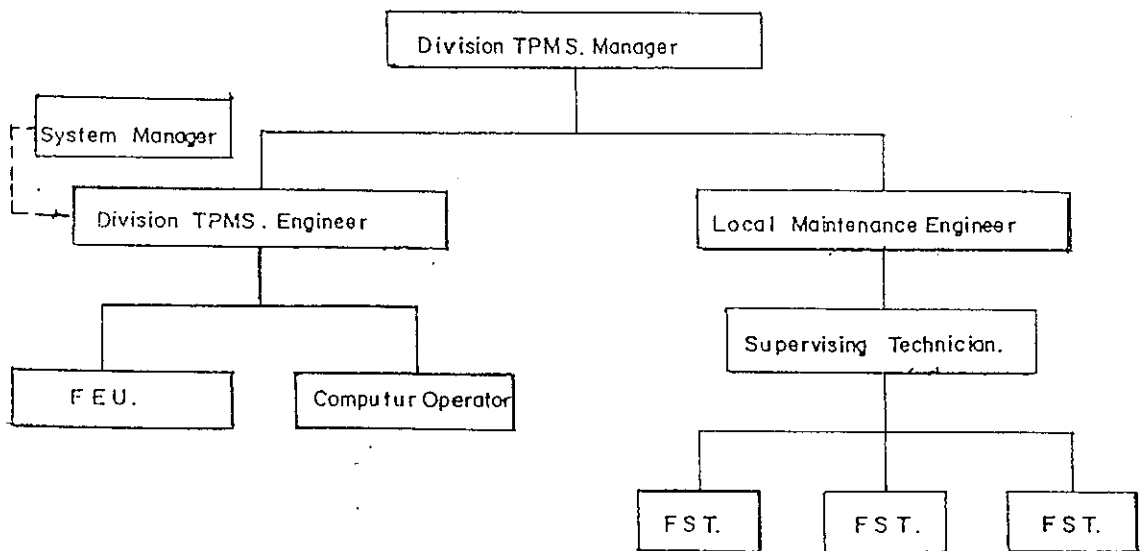 Division TPMS. Manager
System Manager
Division TPMS. Engineer
Local Maintenance Engineer
Supervising Technician.
F E U.
Computur Operator
F S T.
F S T.
F S T.